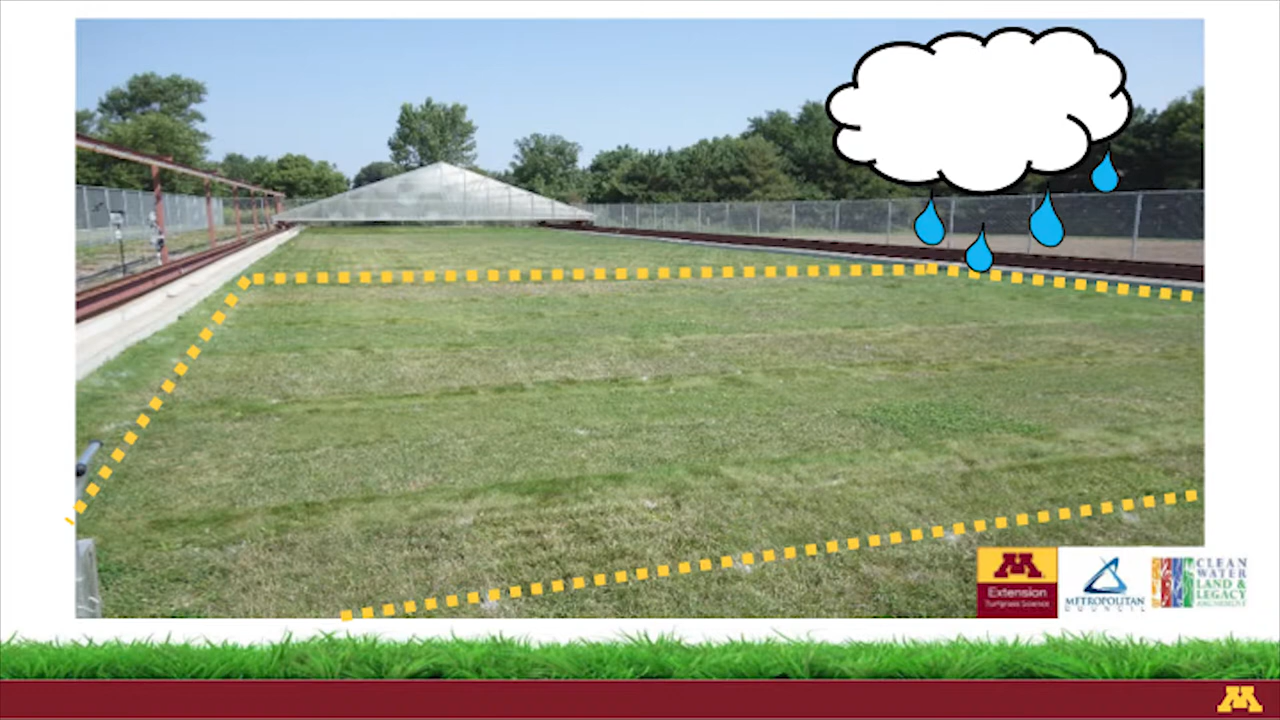 M
Extension
Turfgrass Science
METROPOLITAN
COUNCIL
CLEAN
WATER
LAND &
LEGACY
AMENDMENT
M